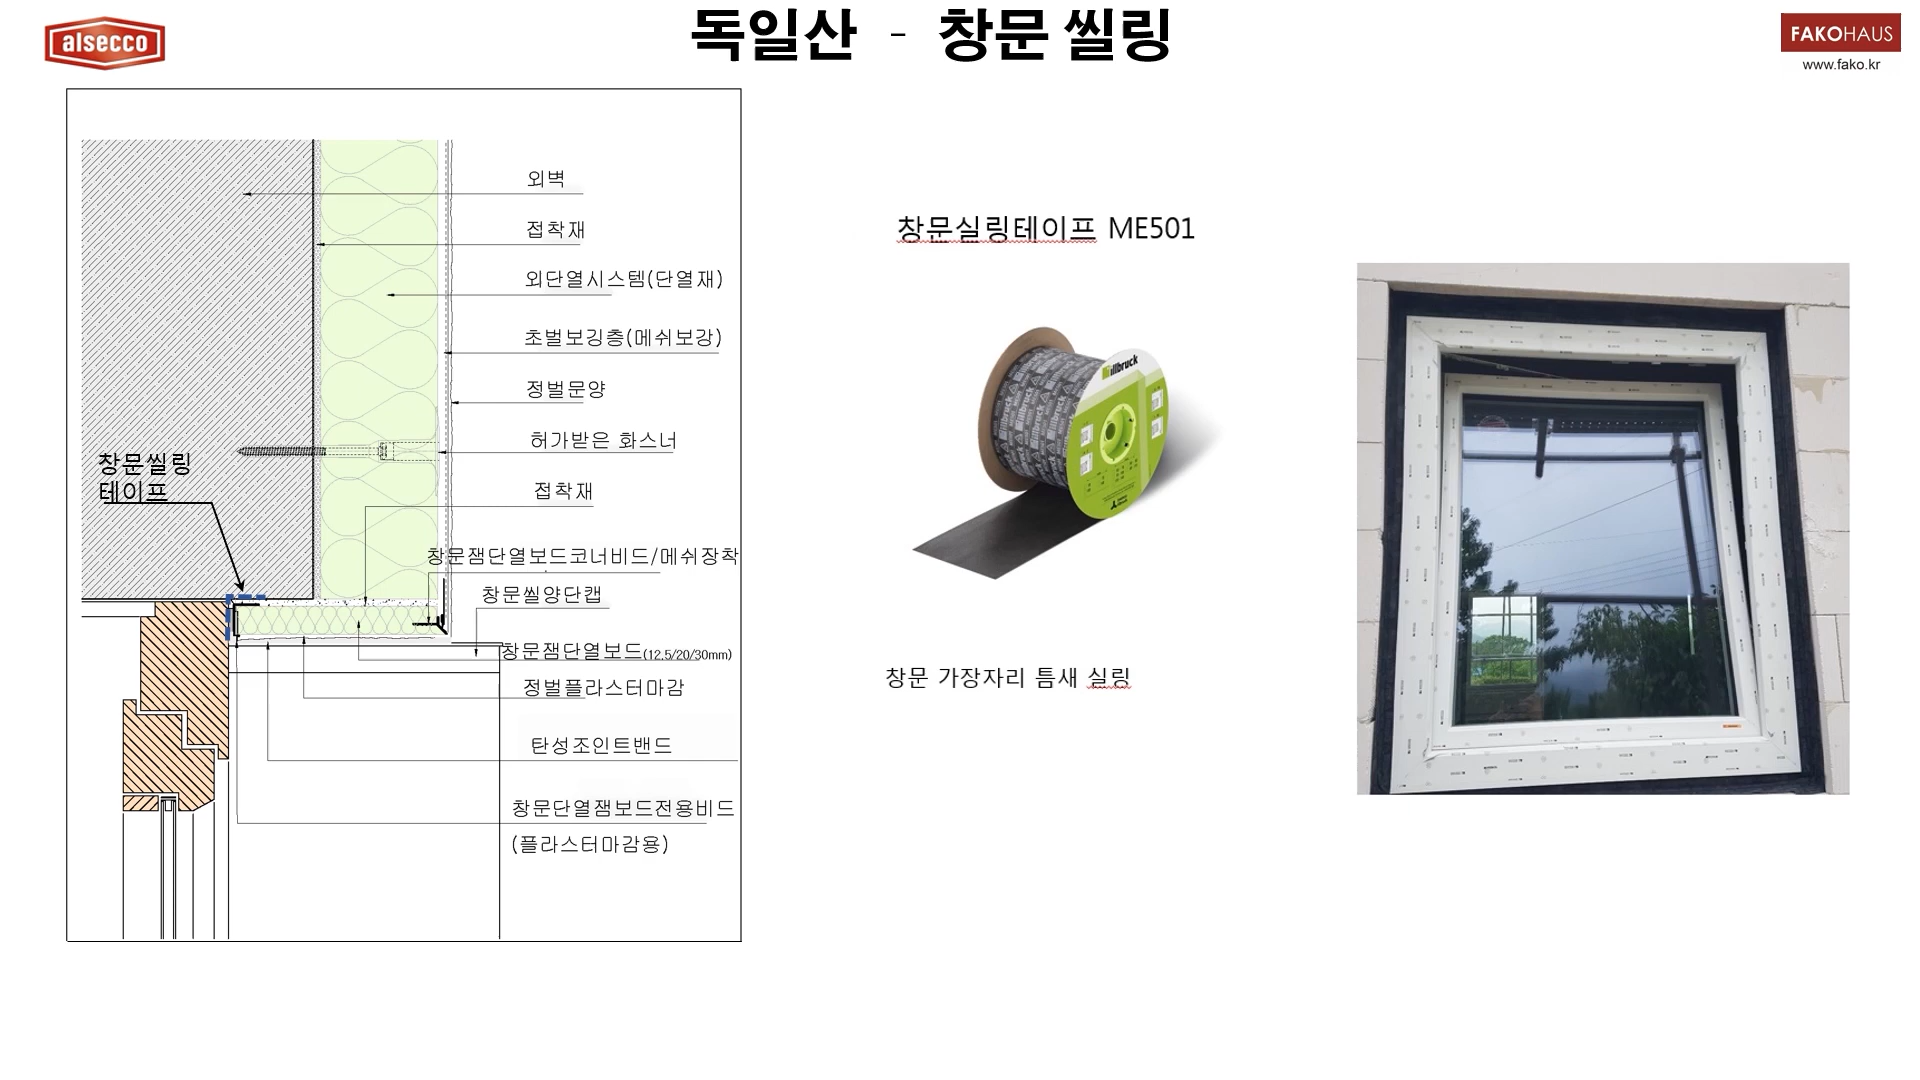 alsecco
독일산 - 창문 씰링
FAKOHAUS
www.fako.kr
외벽
접착재
외단열시스템(단열재)
초벌보깅층(메쉬보강)
정벌문양
허가받은 화스너
창문씰링
테이프
접착재
창문잼단열보드코너비드/메쉬장착
창문씰양단캡
창문잼단열보드(12.5/20/30mm)
정벌플라스터마감
탄성조인트밴드
창문단열잼보드전용비드
(플라스터마감용)
창문실링테이프 ME501
illbruck
창문 가장자리 틈새 실링